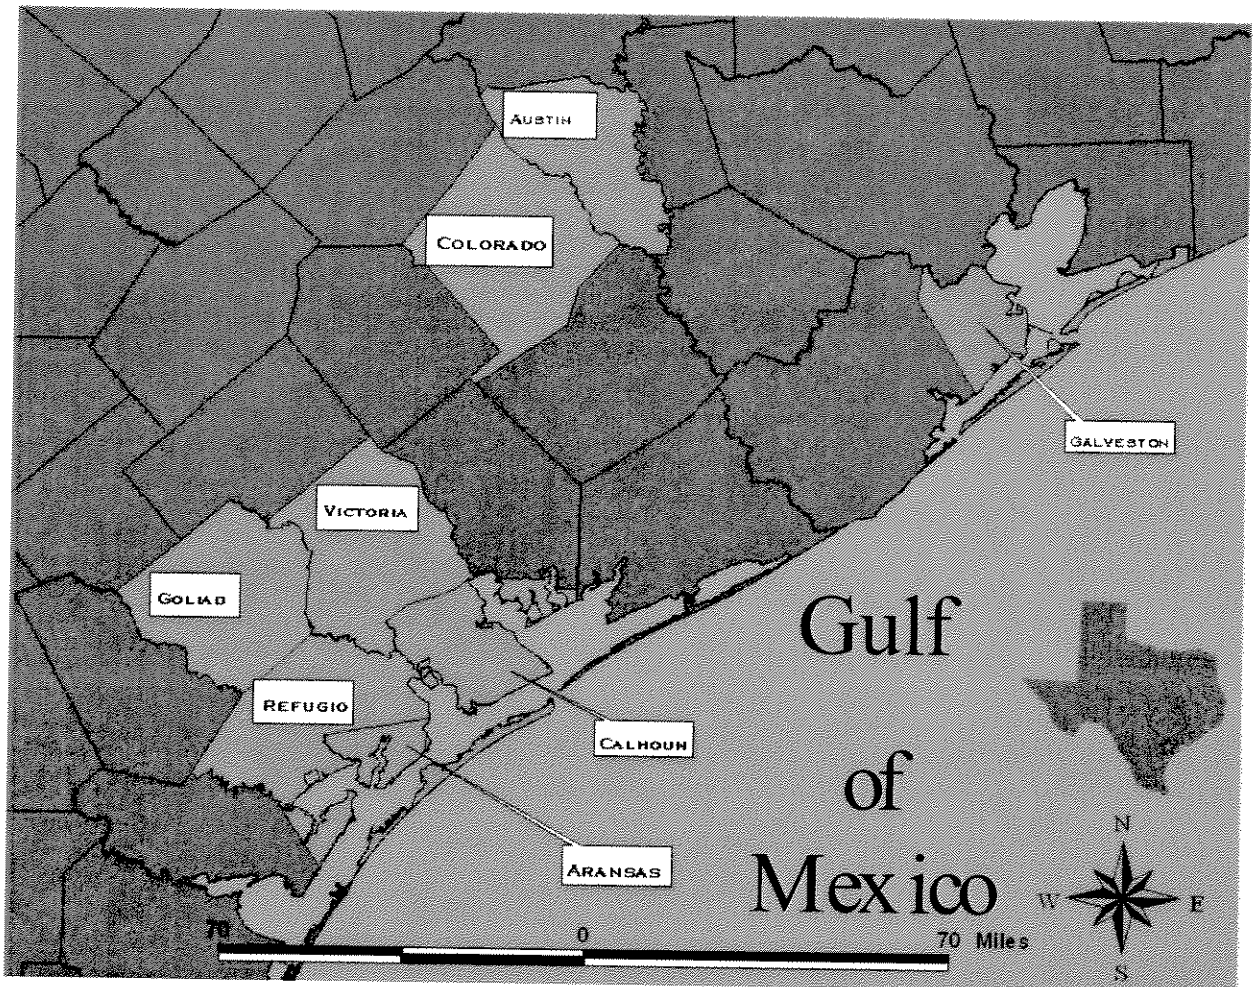 AUSTIN
COLORADO
GALVESTON
VICTORIA
GOLIAD
REFUGIO
CALHOUN
ARANSAS
Gulf
of
Mexico
N
W E
S
70 0 70 Miles